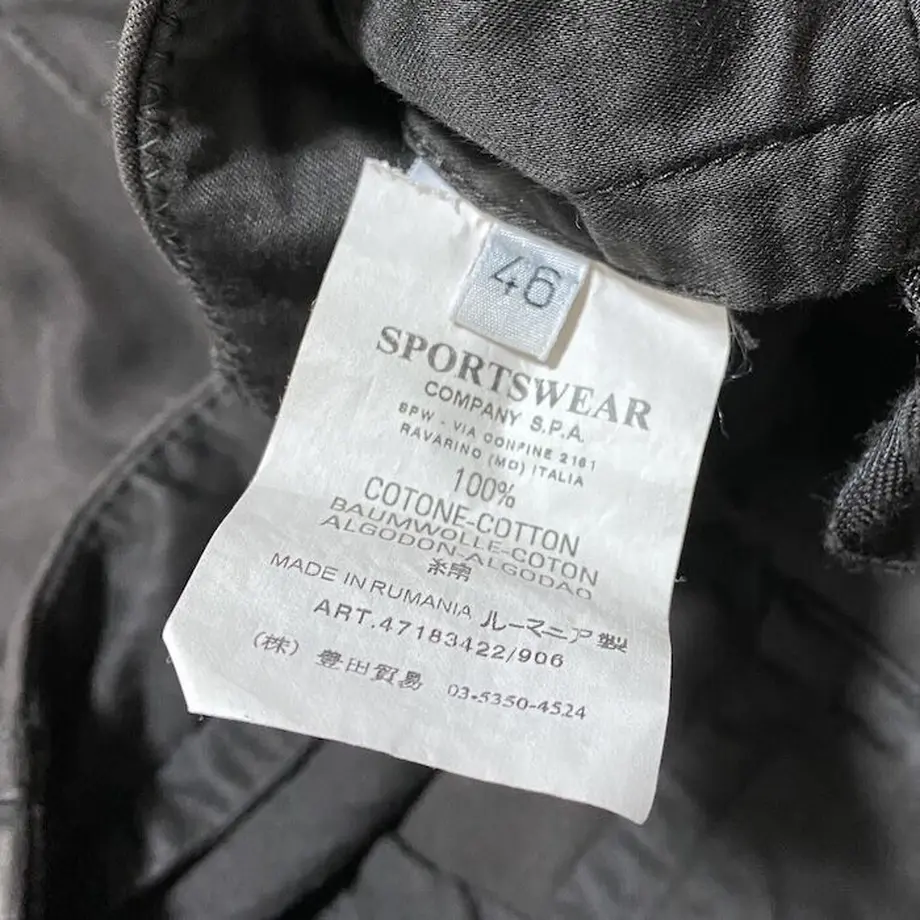 46
SPORTSWEAR
COMPANY S.P.A.
SPW - VIA CONFINE 2161
RAVARINO (MO) ITALIA
100%
COTONE-COTTON
BAUMWOLLE-COTON
ALGODON-ALGODAO
綿
MADE IN RUMANIA ルーマニア製
ART.47183422/906
(株) 豊田貿易 03-5350-4524